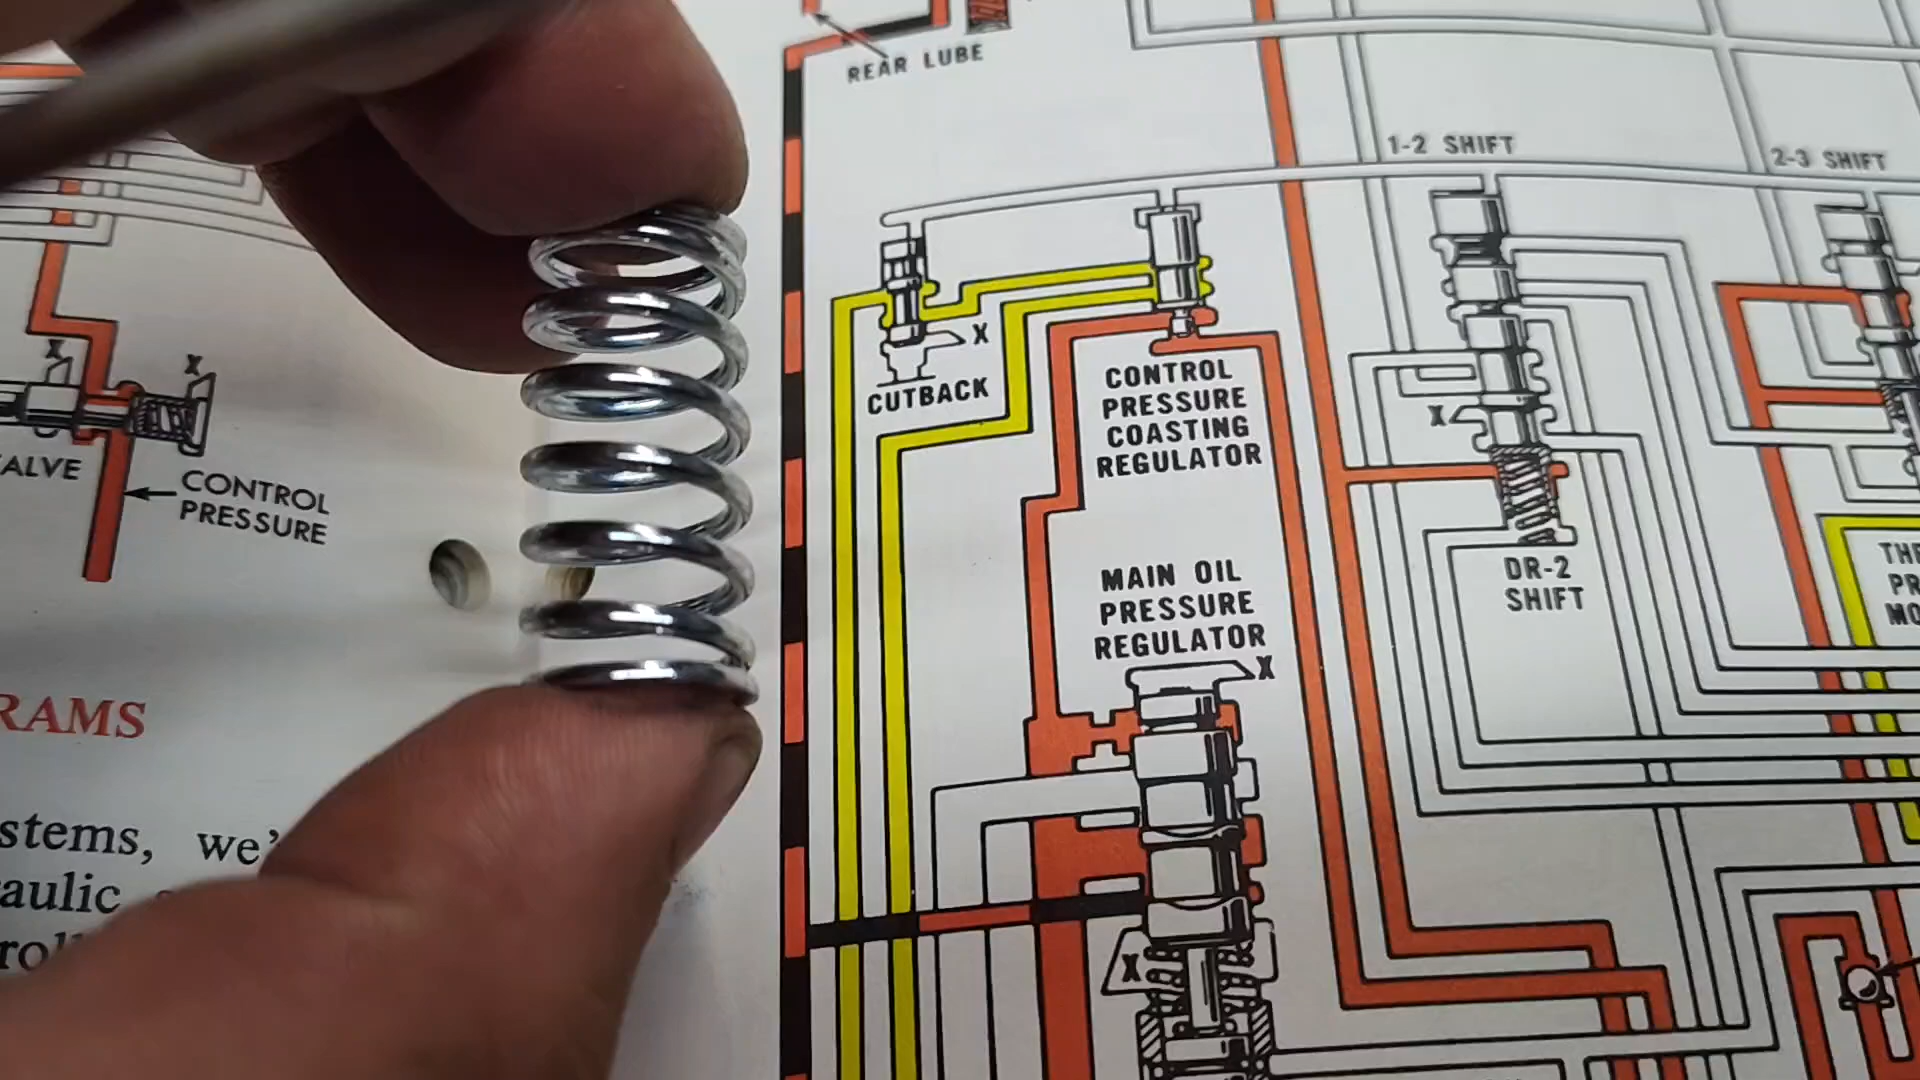 REAR LUBE
1-2 SHIFT
2-3 SHIFT
X
X
X
CUTBACK
CONTROL
PRESSURE
COASTING
REGULATOR
X
ALVE
CONTROL
PRESSURE
DR-2
SHIFT
MAIN OIL
PRESSURE
REGULATOR
X
X
RAMS
stems, we'
aulic